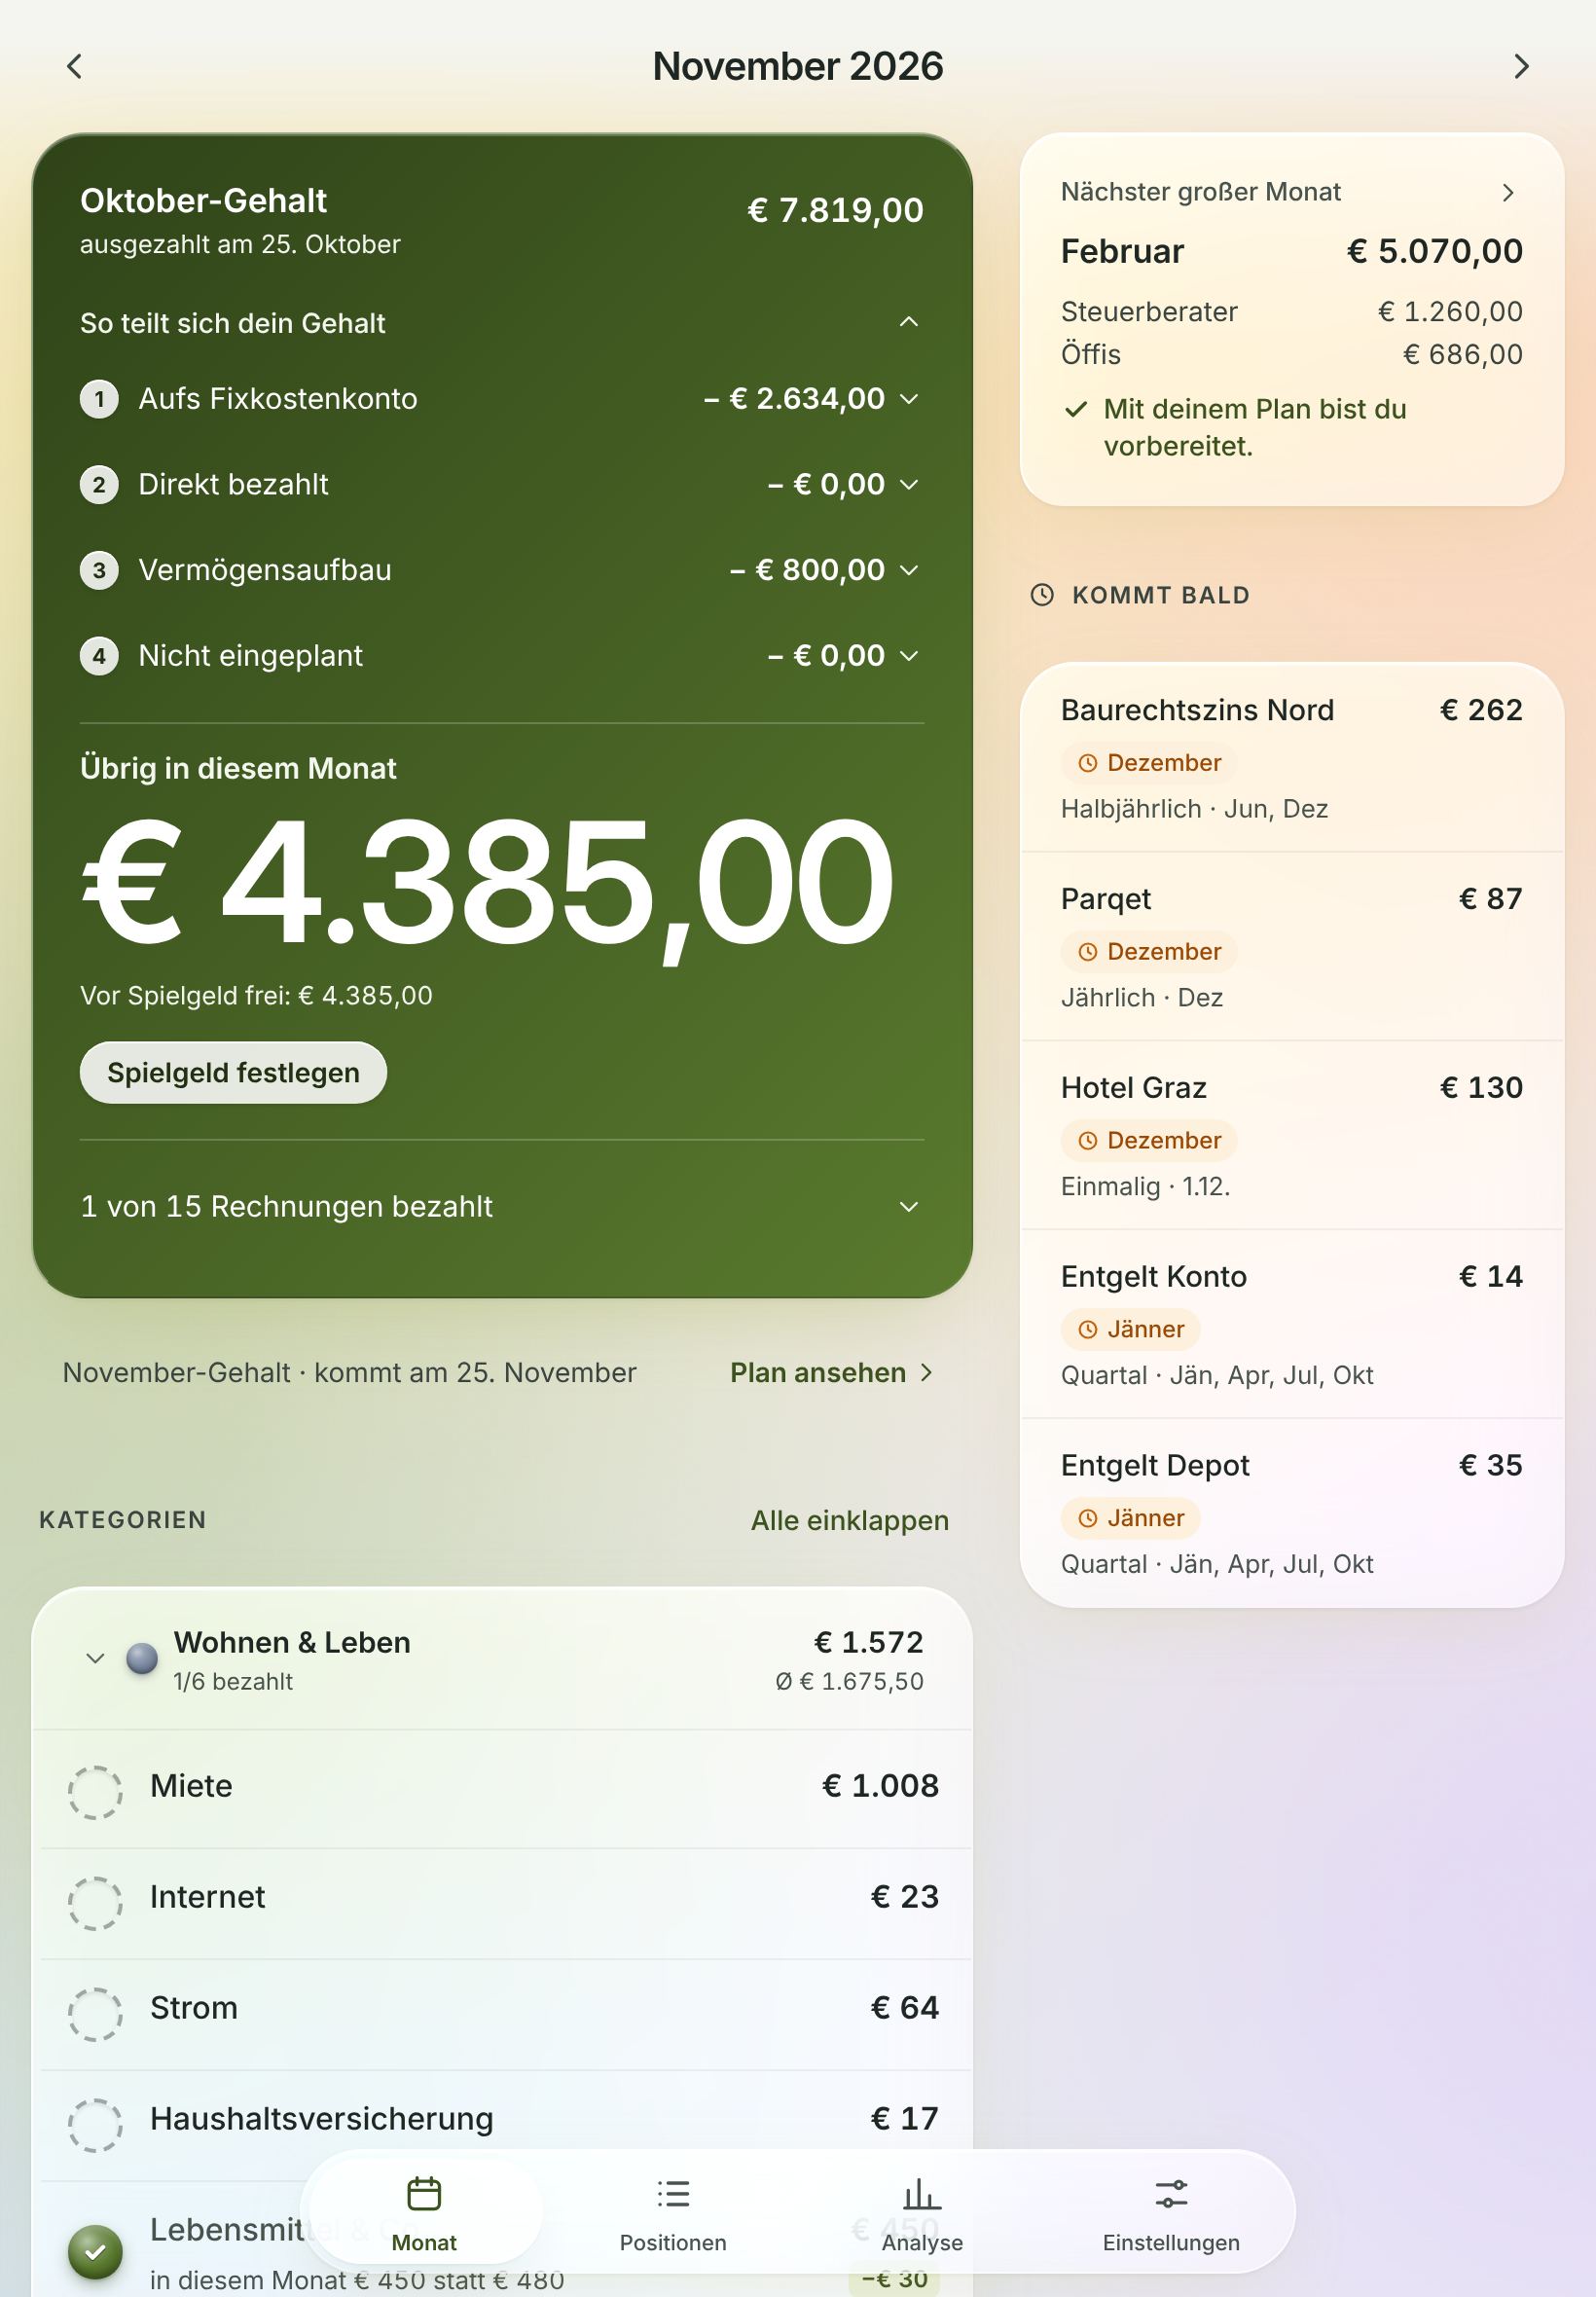 November 2026
Oktober-Gehalt
€ 7.819,00
ausgezahlt am 25. Oktober
So teilt sich dein Gehalt
1 Aufs Fixkostenkonto – € 2.634,00
2 Direkt bezahlt – € 0,00
3 Vermögensaufbau – € 800,00
4 Nicht eingeplant – € 0,00
Übrig in diesem Monat
€ 4.385,00
Vor Spielgeld frei: € 4.385,00
Spielgeld festlegen
1 von 15 Rechnungen bezahlt
November-Gehalt · kommt am 25. November
Plan ansehen
KATEGORIEN
Alle einklappen
Wohnen & Leben € 1.572
1/6 bezahlt Ø € 1.675,50
Miete € 1.008
Internet € 23
Strom € 64
Haushaltsversicherung € 17
Lebensmittel & € 450
in diesem Monat € 450 statt € 480 −€ 30
Nächster großer Monat
Februar € 5.070,00
Steuerberater € 1.260,00
Öffis € 686,00
Mit deinem Plan bist du
vorbereitet.
KOMMT BALD
Baurechtszins Nord € 262
Dezember
Halbjährlich · Jun, Dez
Parqet € 87
Dezember
Jährlich · Dez
Hotel Graz € 130
Dezember
Einmalig · 1.12.
Entgelt Konto € 14
Jänner
Quartal · Jän, Apr, Jul, Okt
Entgelt Depot € 35
Jänner
Quartal · Jän, Apr, Jul, Okt
Monat
Positionen
Analyse
Einstellungen